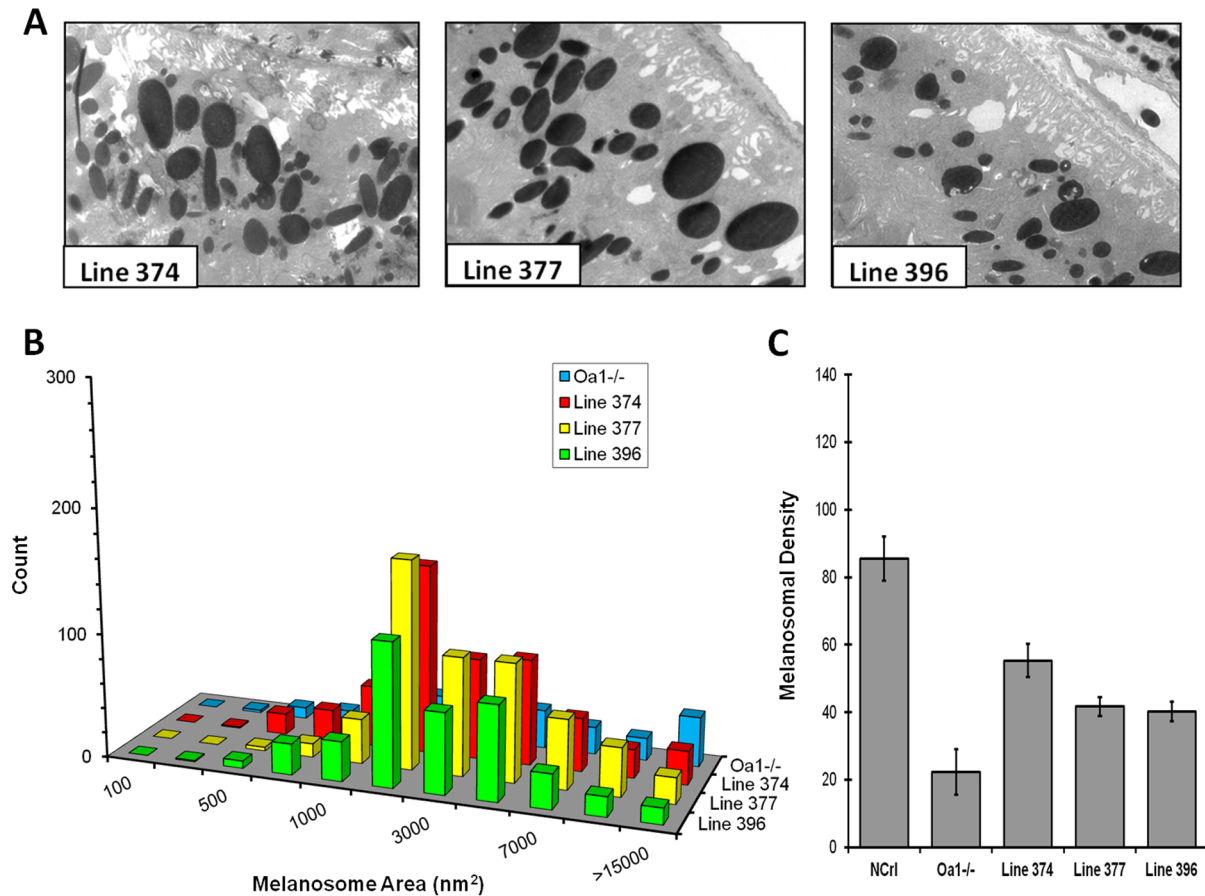 A
Line 374
Line 377
Line 396
B
300
200
100
0
Count
Oa1-/-
Line 374
Line 377
Line 396
100
500
1000
3000
7000
>15000
Melanosome Area (nm²)
Oa1-/-
Line 374
Line 377
Line 396
C
140
120
100
80
60
40
20
0
Melanosomal Density
NCrl
Oa1-/-
Line 374
Line 377
Line 396